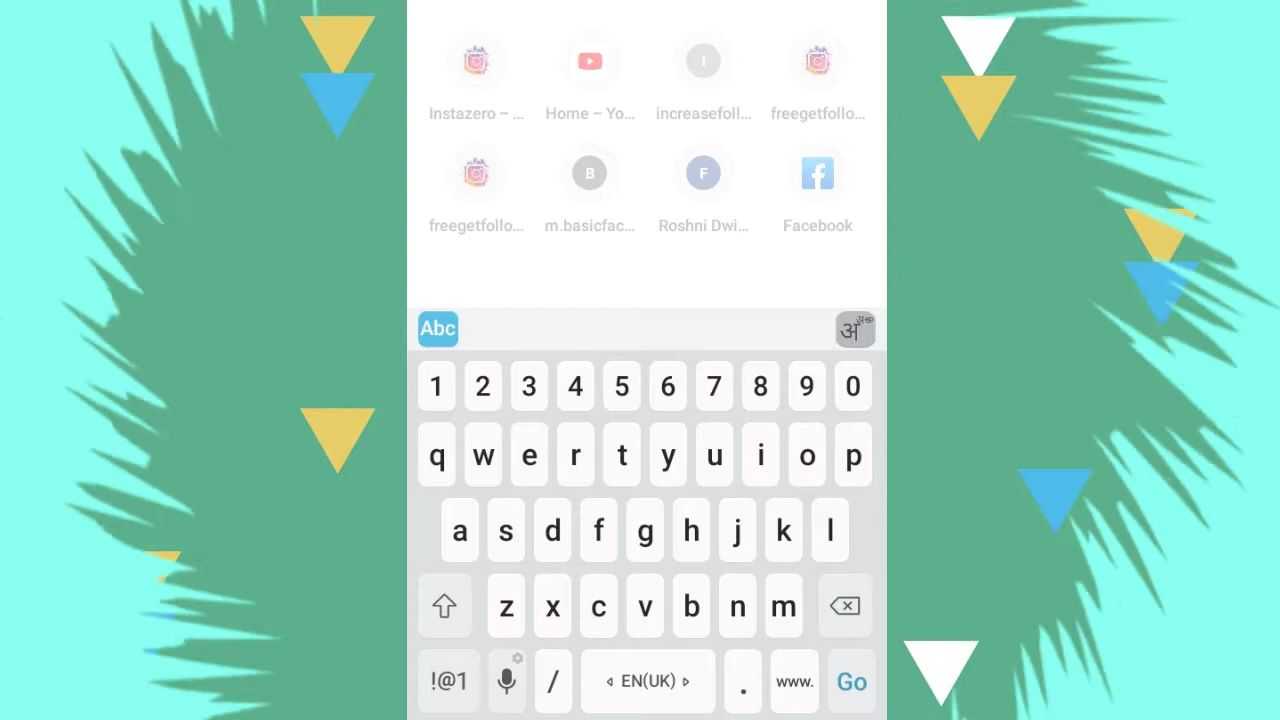 I
Instazero – ... Home – Yo... increasefoll... freegetfollo...
B F
freegetfollo... m.basicfac... Roshni Dwi... Facebook
Abc अ
1 2 3 4 5 6 7 8 9 0
q w e r t y u i o p
a s d f g h j k l
z x c v b n m
!@1 / EN(UK) . www. Go